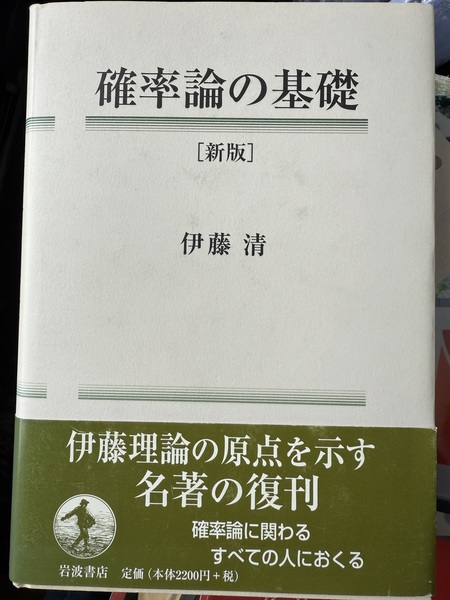 確率論の基礎
[新版]
伊藤 清
伊藤理論の原点を示す
名著の復刊
確率論に関わる
すべての人におくる
岩波書店 定価(本体2200円+税)